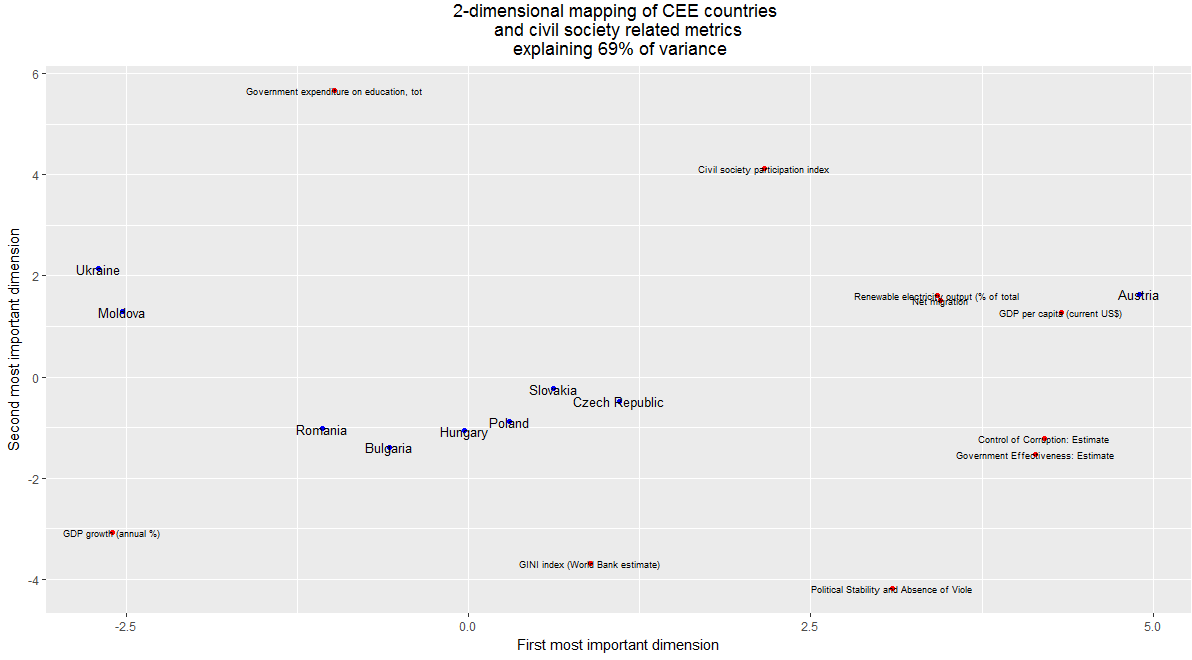 2-dimensional mapping of CEE countries
and civil society related metrics
explaining 69% of variance
6
Government expenditure on education, tot
4
Civil society participation index
2
Ukraine
Renewable electricity output (% of total
Austria
Net migration
Moldova
GDP per capita (current US$)
0
Slovakia
Czech Republic
Poland
Romania
Hungary
Bulgaria
Control of Corruption: Estimate
Government Effectiveness: Estimate
-2
GDP growth (annual %)
GINI index (World Bank estimate)
-4
Political Stability and Absence of Viole
-2.5
0.0
2.5
5.0
First most important dimension
Second most important dimension